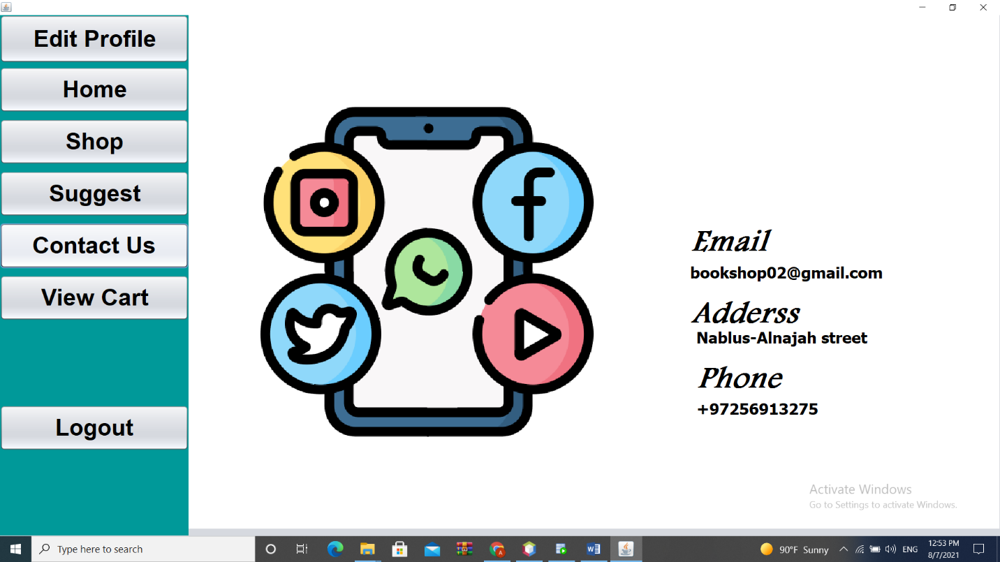 Edit Profile
Home
Shop
Suggest
Contact Us
View Cart
Logout
Email
bookshop02@gmail.com
Adderss
Nablus-Alnajah street
Phone
+97256913275
Activate Windows
Go to Settings to activate Windows.
Type here to search
90°F Sunny
ENG
12:53 PM
8/7/2021